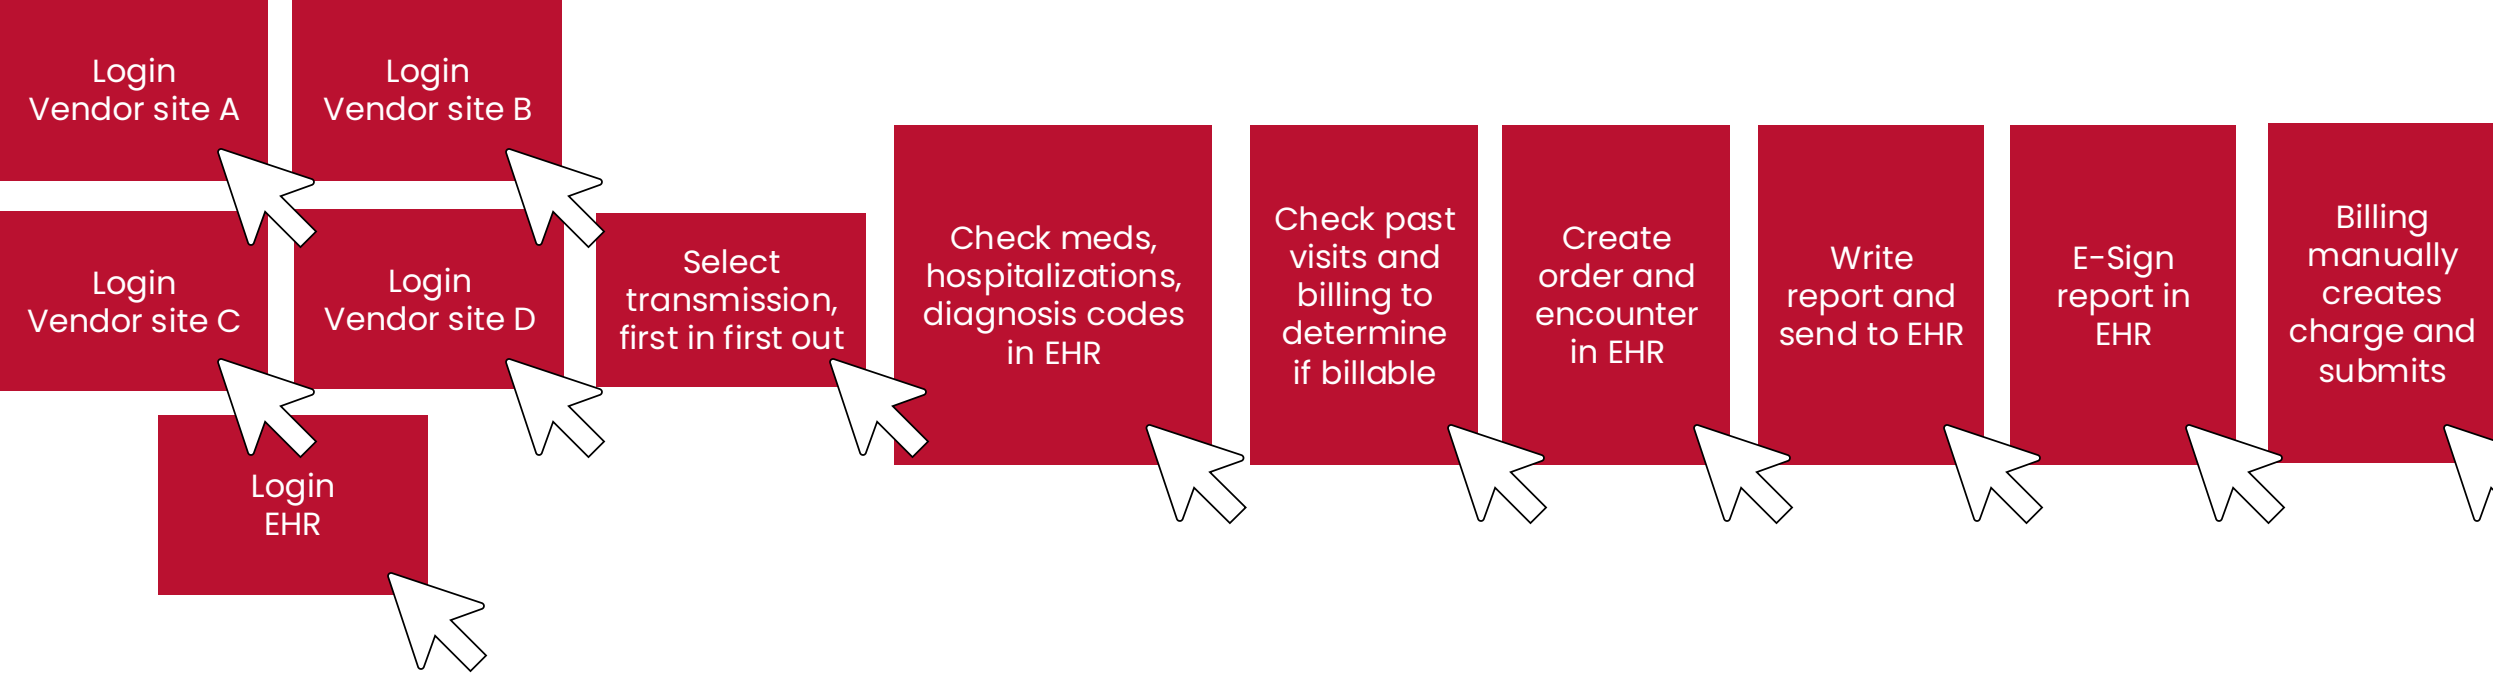 Login
Vendor site A
Login
Vendor site B
Login
Vendor site C
Login
Vendor site D
Login
EHR
Select
transmission,
first in first out
Check meds,
hospitalizations,
diagnosis codes
in EHR
Check past
visits and
billing to
determine
if billable
Create
order and
encounter
in EHR
Write
report and
send to EHR
E-Sign
report in
EHR
Billing
manually
creates
charge and
submits